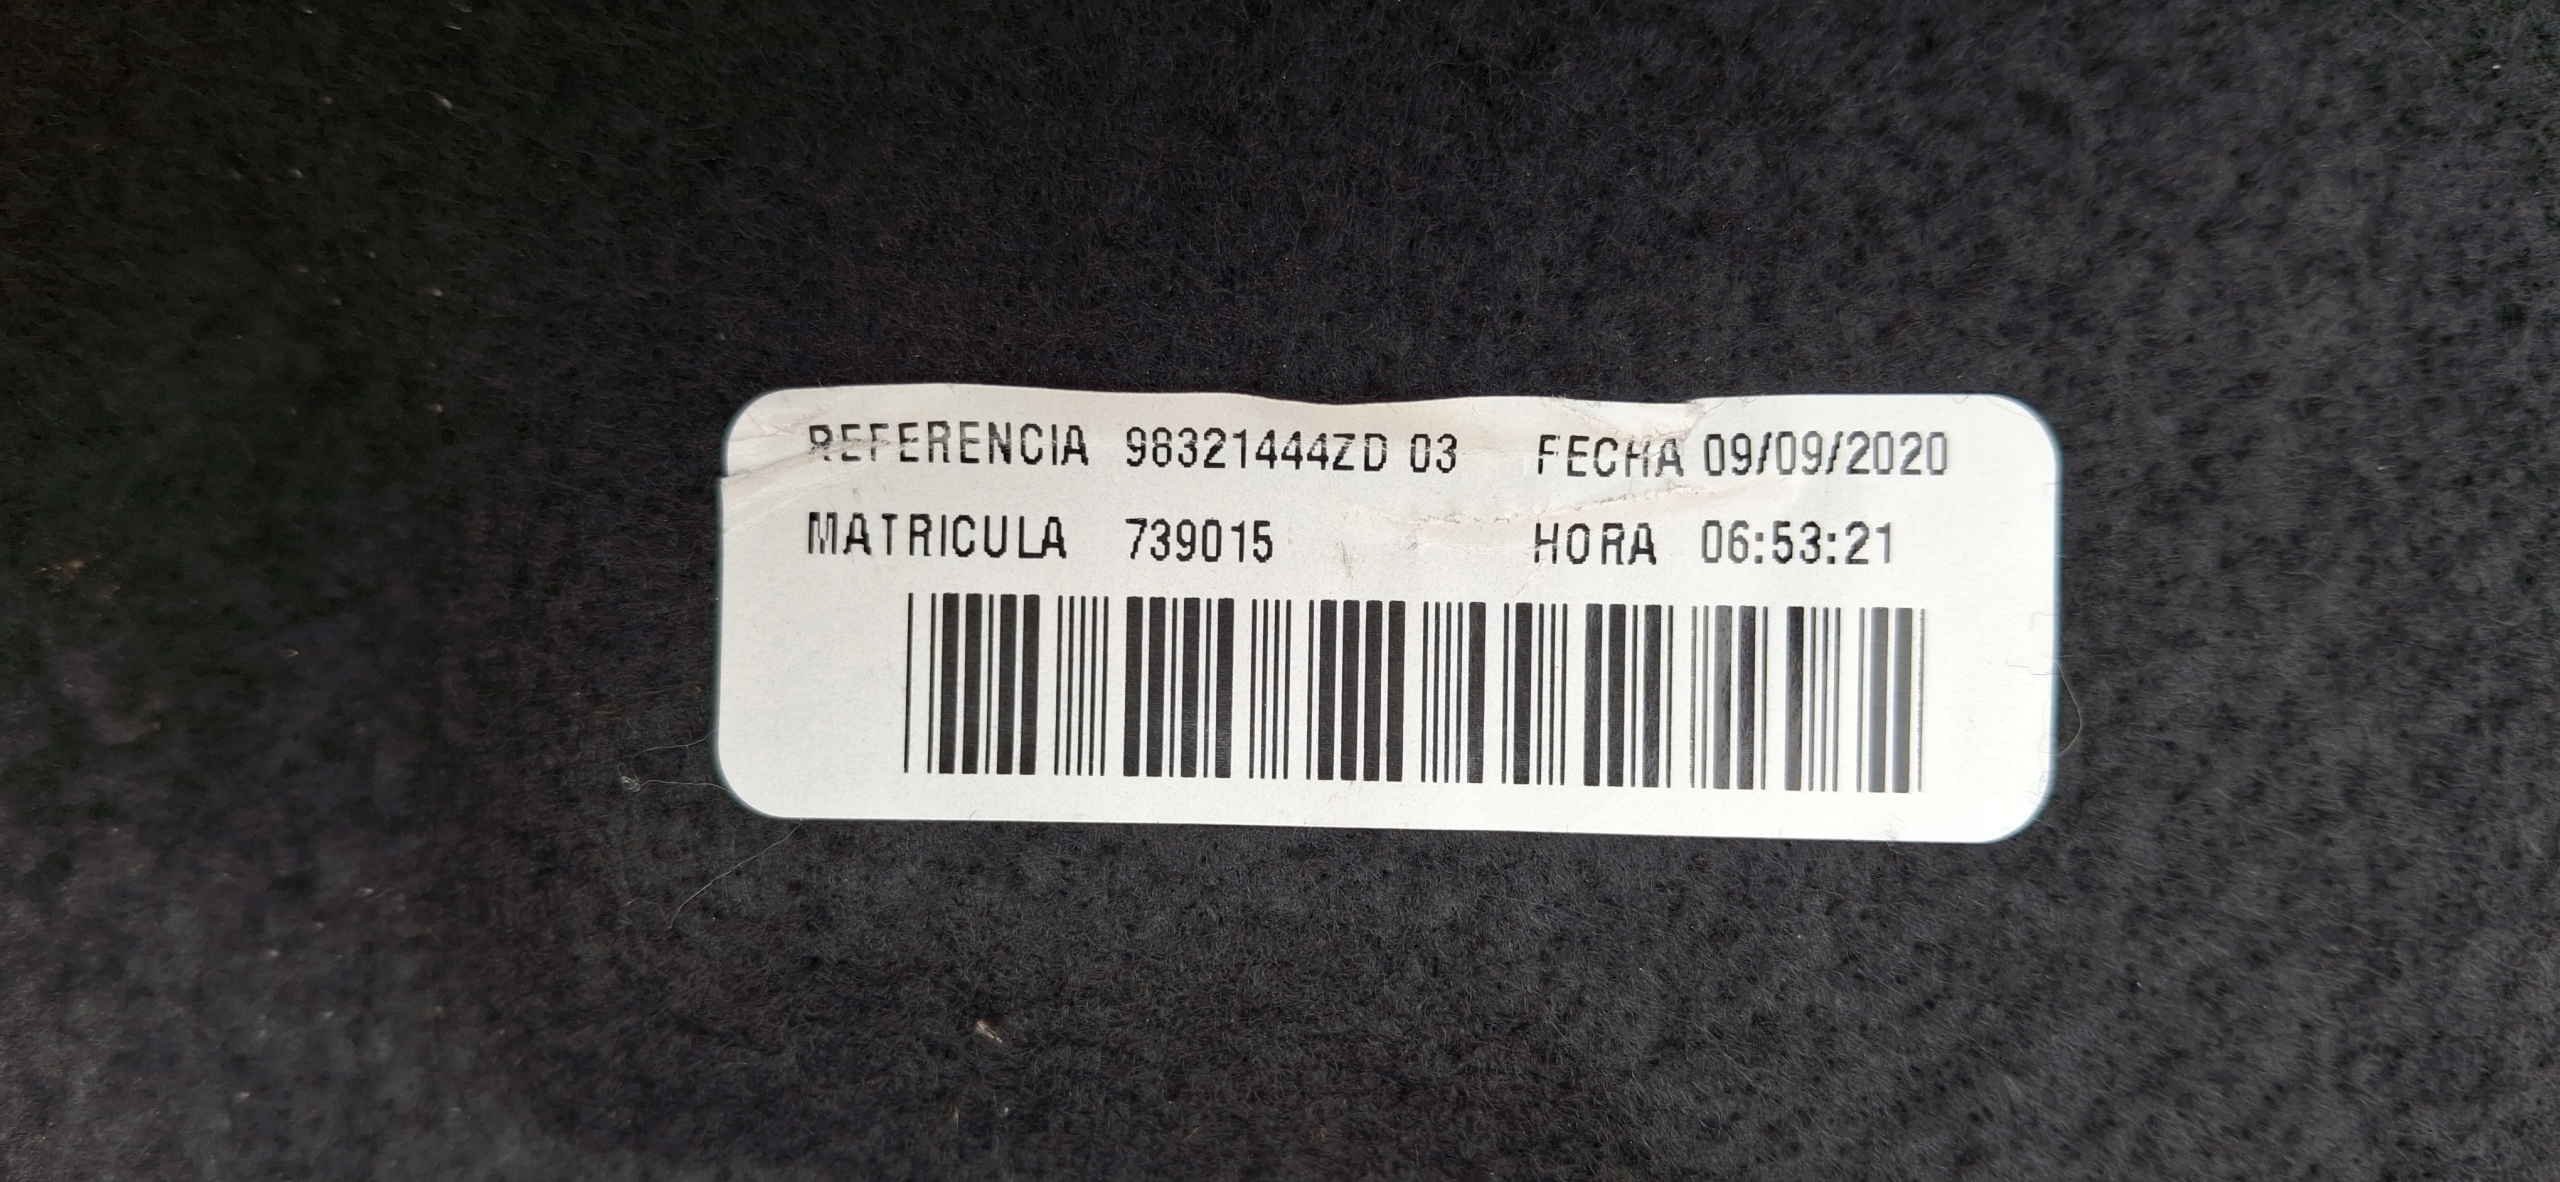 REFERENCIA 98321444ZD 03 FECHA 09/09/2020
MATRICULA 739015 HORA 06:53:21